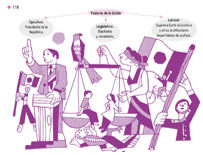 118
Poderes de la Unión
Ejecutivo:
Presidente de la
República.
Legislativo:
Diputados
y senadores.
Judicial:
Suprema Corte de Justicia
y otras instituciones
impartidoras de justicia.